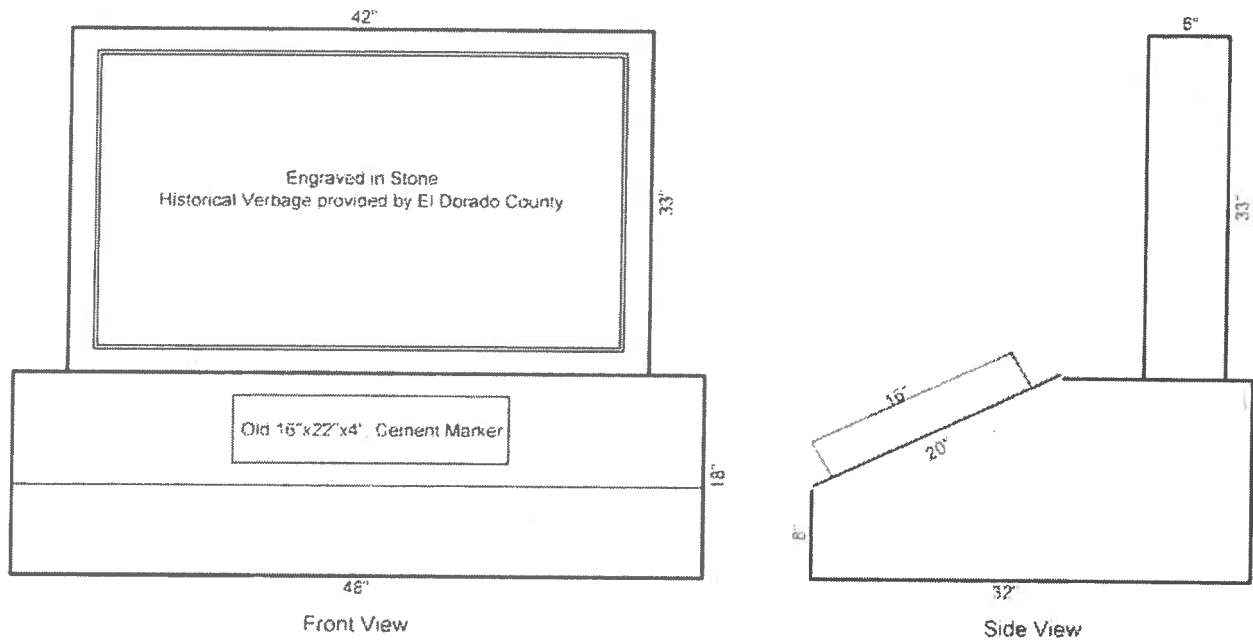 42"
Engraved in Stone
Historical Verbage provided by El Dorado County
33"
Old 16"x22"x4" Cement Marker
18"
48"
Front View
6"
33"
16"
20"
8"
32"
Side View